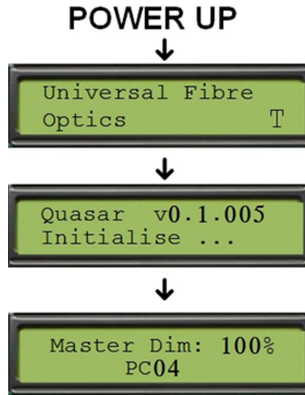 POWER UP
Universal Fibre
Optics T
Quasar v0.1.005
Initialise ...
Master Dim: 100%
PC04